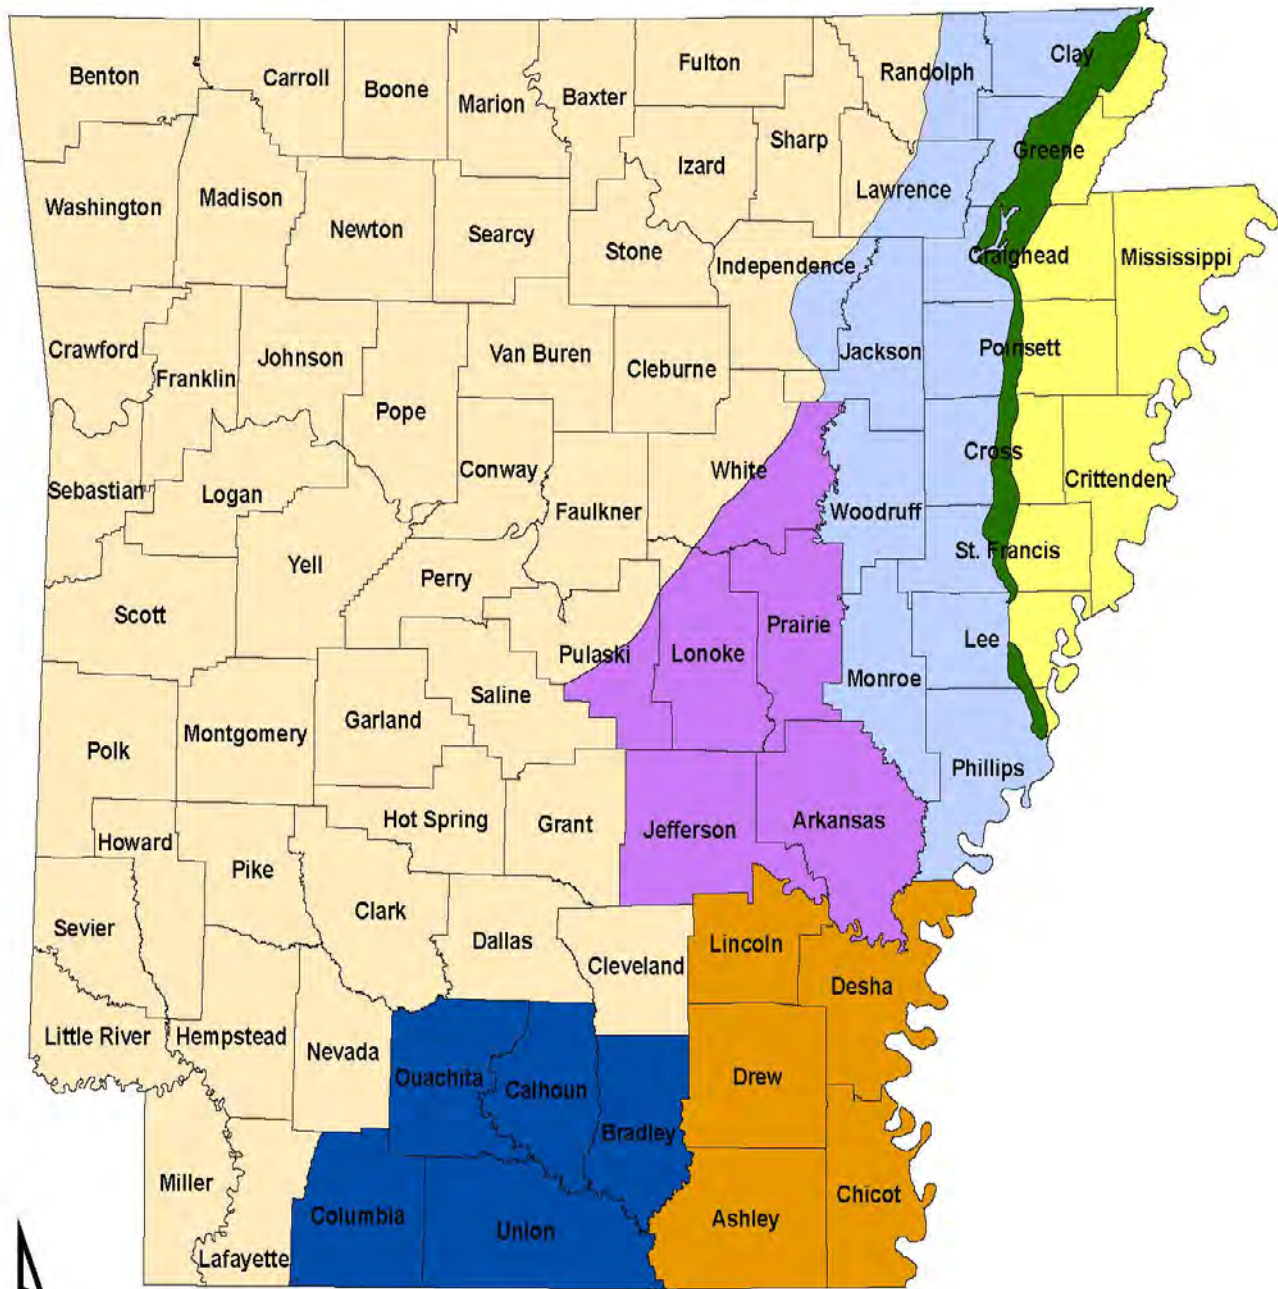 Benton
Carroll
Boone
Marion
Baxter
Fulton
Randolph
Clay
Sharp
Izard
Greene
Lawrence
Washington
Madison
Newton
Searcy
Stone
Independence
Craighead
Mississippi
Crawford
Franklin
Johnson
Van Buren
Cleburne
Jackson
Poinsett
Pope
Sebastian
Logan
Conway
White
Cross
Crittenden
Faulkner
Woodruff
Yell
Perry
St. Francis
Scott
Pulaski
Lonoke
Prairie
Lee
Monroe
Saline
Garland
Montgomery
Polk
Phillips
Hot Spring
Grant
Jefferson
Arkansas
Howard
Pike
Clark
Sevier
Dallas
Cleveland
Lincoln
Desha
Little River
Hempstead
Nevada
Ouachita
Calhoun
Drew
Bradley
Miller
Columbia
Union
Ashley
Chicot
Lafayette